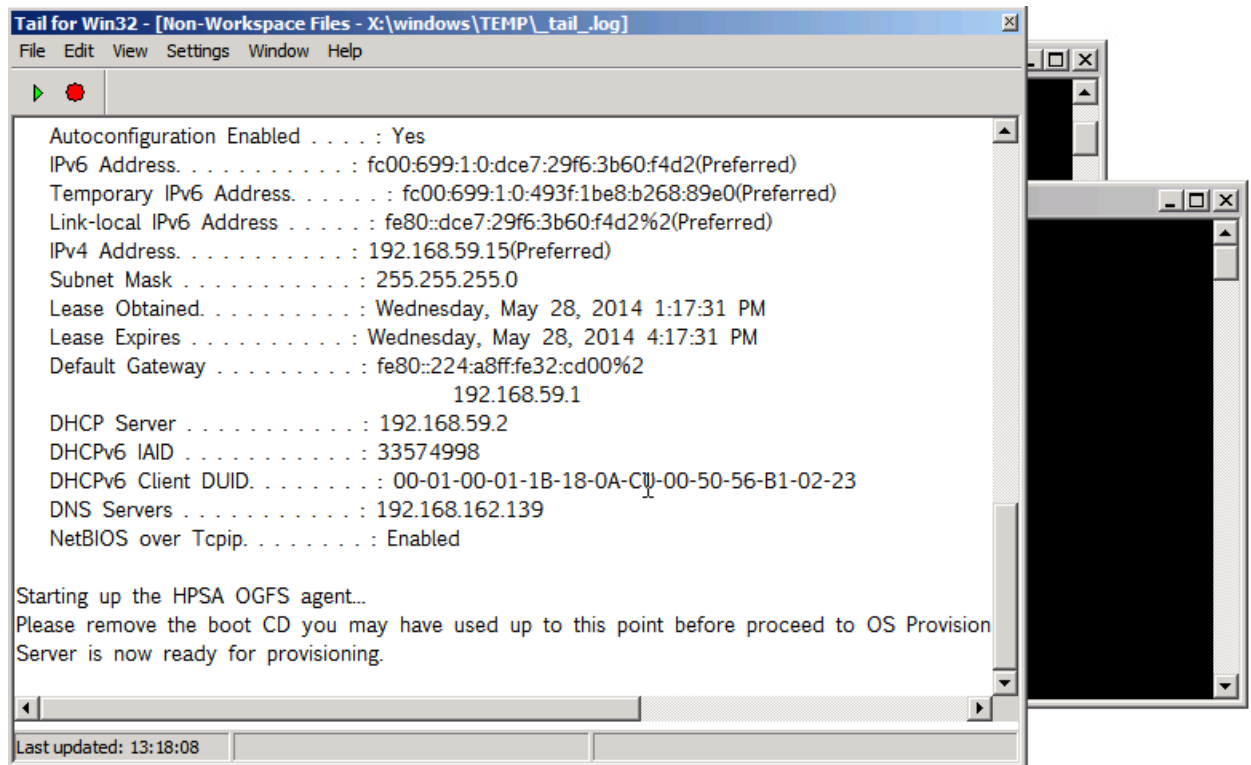 Tail for Win32 - [Non-Workspace Files - X:\windows\TEMP\_tail_.log]
File Edit View Settings Window Help
Autoconfiguration Enabled . . . . : Yes
IPv6 Address. . . . . . . . . . . : fc00:699:1:0:dce7:29f6:3b60:f4d2(Preferred)
Temporary IPv6 Address. . . . . . : fc00:699:1:0:493f:1be8:b268:89e0(Preferred)
Link-local IPv6 Address . . . . . : fe80::dce7:29f6:3b60:f4d2%2(Preferred)
IPv4 Address. . . . . . . . . . . : 192.168.59.15(Preferred)
Subnet Mask . . . . . . . . . . . : 255.255.255.0
Lease Obtained. . . . . . . . . . : Wednesday, May 28, 2014 1:17:31 PM
Lease Expires . . . . . . . . . . : Wednesday, May 28, 2014 4:17:31 PM
Default Gateway . . . . . . . . . : fe80::224:a8ff:fe32:cd00%2
192.168.59.1
DHCP Server . . . . . . . . . . . : 192.168.59.2
DHCPv6 IAID . . . . . . . . . . . : 33574998
DHCPv6 Client DUID. . . . . . . . :
DNS Servers . . . . . . . . . . . : 192.168.162.139
NetBIOS over Tcpip. . . . . . . . : Enabled
Starting up the HPSA OGFS agent...
Please remove the boot CD you may have used up to this point before proceed to OS Provision
Server is now ready for provisioning.
Last updated: 13:18:08